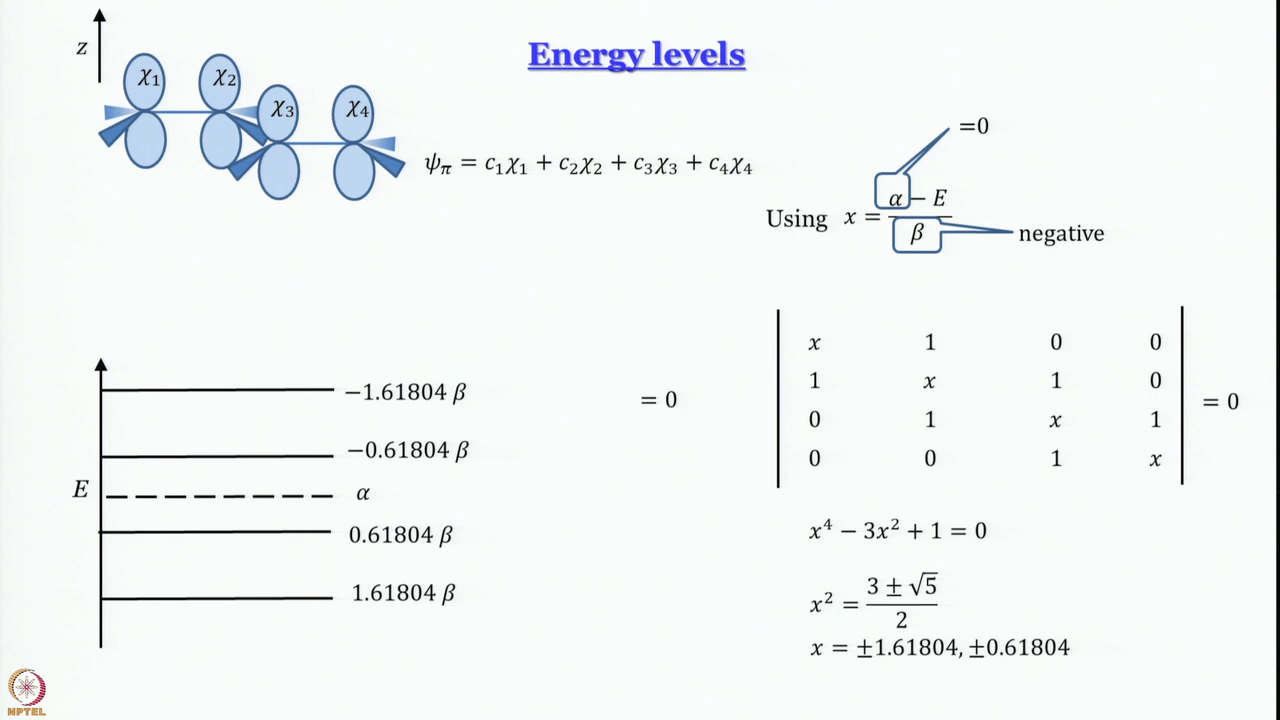 Energy levels
z
χ₁ χ₂ χ₃ χ₄
ψ_π = c₁χ₁ + c₂χ₂ + c₃χ₃ + c₄χ₄
=0
Using x = (α − E)/β
negative
E
−1.61804 β
−0.61804 β
α
0.61804 β
1.61804 β
= 0
x 1 0 0
1 x 1 0
0 1 x 1
0 0 1 x
= 0
x⁴ − 3x² + 1 = 0
x² = (3 ± √5)/2
x = ±1.61804, ±0.61804
NPTEL